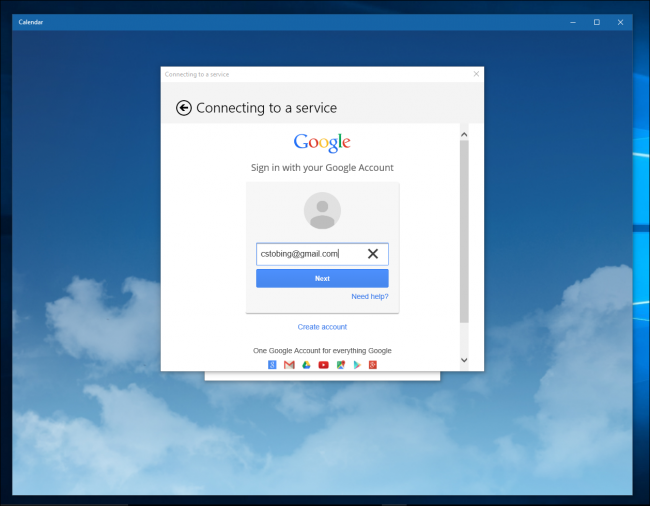 Calendar
Connecting to a service
Connecting to a service
Google
Sign in with your Google Account
cstobing@gmail.com
Next
Need help?
Create account
One Google Account for everything Google